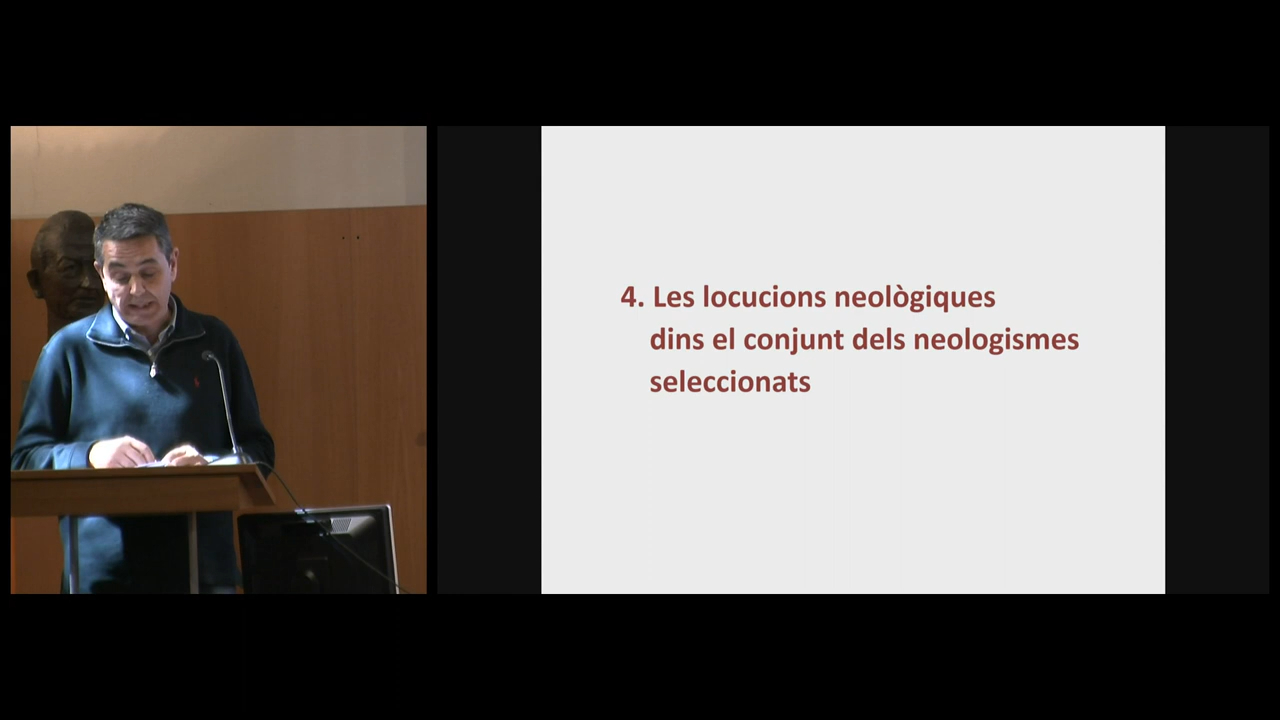 4. Les locucions neològiques
dins el conjunt dels neologismes
seleccionats